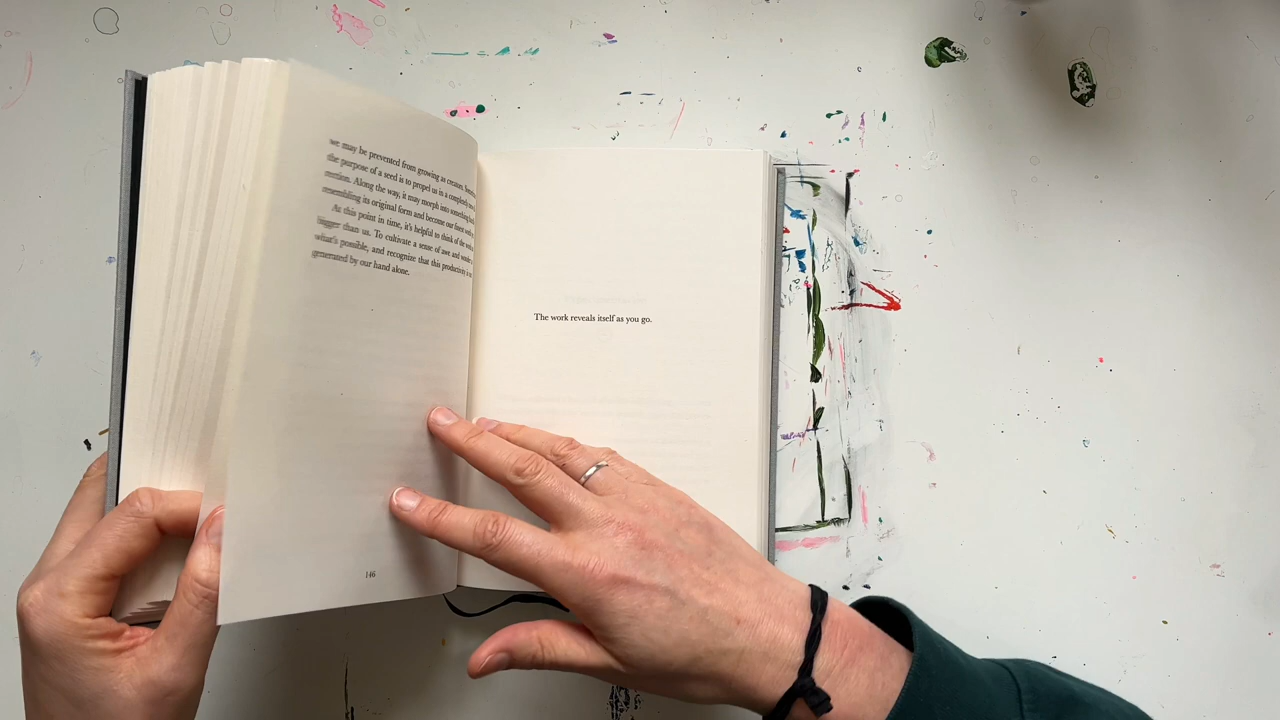 we may be prevented from growing as creators.
the purpose of a seed is to propel us in a completely
mention. Along the way, it may morph into something
resembling its original form and become our finest work
At this point in time, it's helpful to think of the work
bigger than us. To cultivate a sense of awe and wonder
what's possible, and recognize that this productivity is
generated by our hand alone.
146
The work reveals itself as you go.